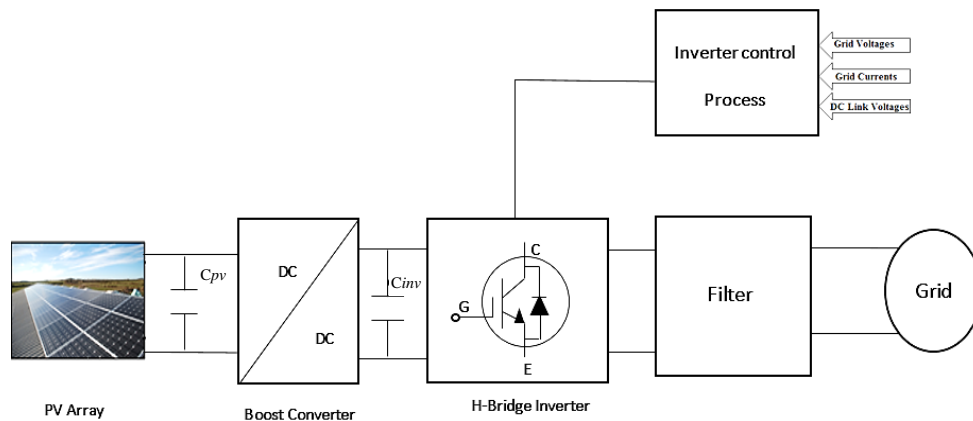 Inverter control
Process
Grid Voltages
Grid Currents
DC Link Voltages
Cpv
DC
DC
Cinv
C
G
E
Filter
Grid
PV Array
Boost Converter
H-Bridge Inverter